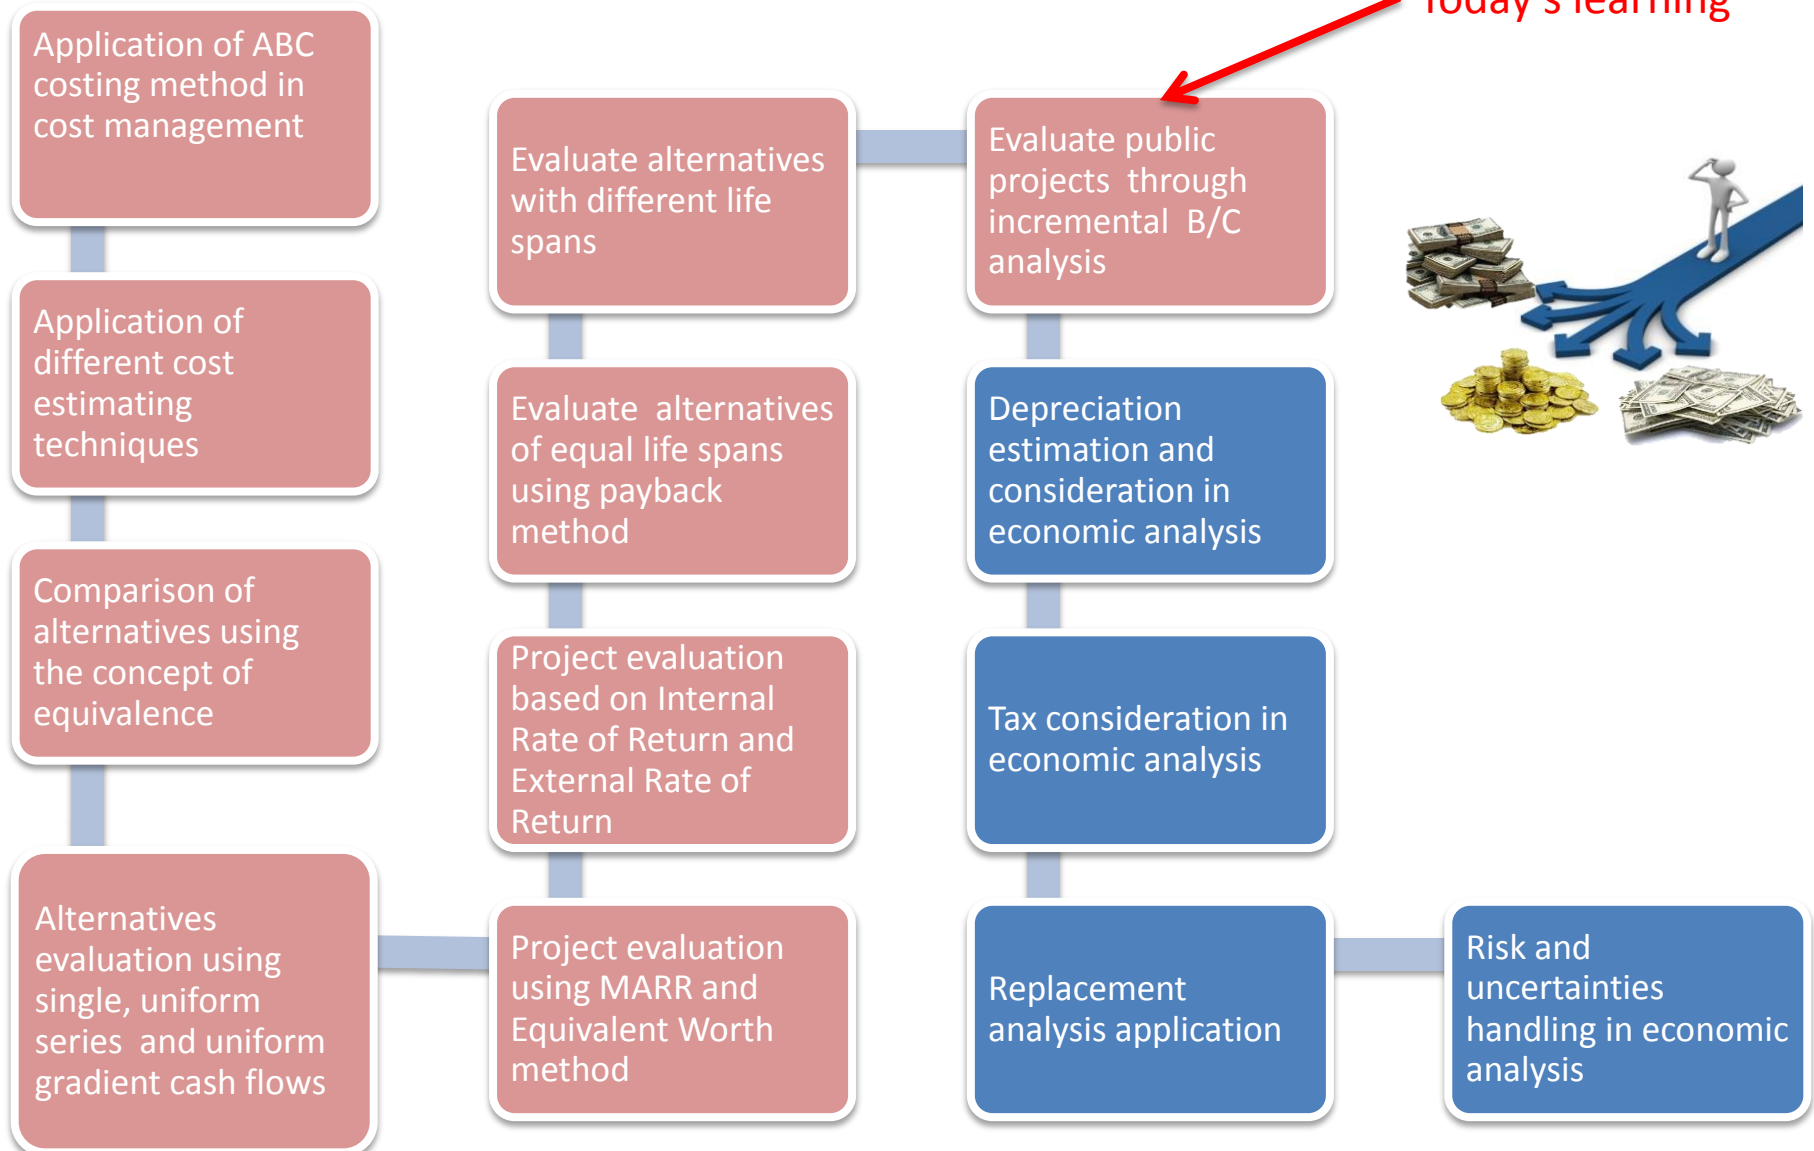 Today's learning
Application of ABC
costing method in
cost management
Application of
different cost
estimating
techniques
Comparison of
alternatives using
the concept of
equivalence
Alternatives
evaluation using
single, uniform
series and uniform
gradient cash flows
Project evaluation
using MARR and
Equivalent Worth
method
Project evaluation
based on Internal
Rate of Return and
External Rate of
Return
Evaluate alternatives
of equal life spans
using payback
method
Evaluate alternatives
with different life
spans
Evaluate public
projects through
incremental B/C
analysis
Depreciation
estimation and
consideration in
economic analysis
Tax consideration in
economic analysis
Replacement
analysis application
Risk and
uncertainties
handling in economic
analysis